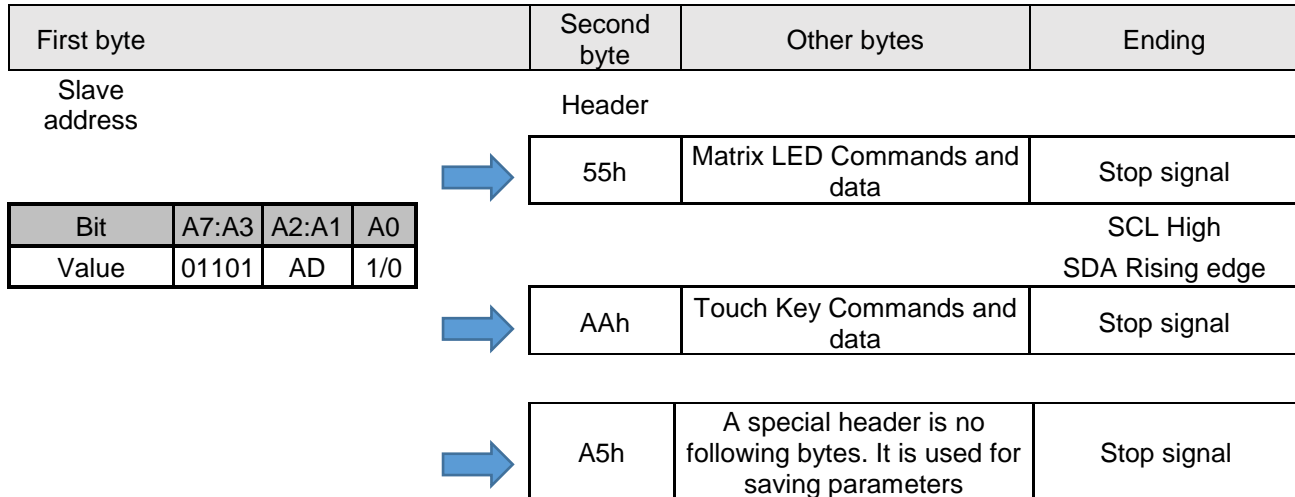 First byte
Second
byte
Other bytes
Ending
Slave
address
Header
55h
Matrix LED Commands and
data
Stop signal
Bit A7:A3 A2:A1 A0
Value 01101 AD 1/0
SCL High
SDA Rising edge
AAh
Touch Key Commands and
data
Stop signal
A5h
A special header is no
following bytes. It is used for
saving parameters
Stop signal